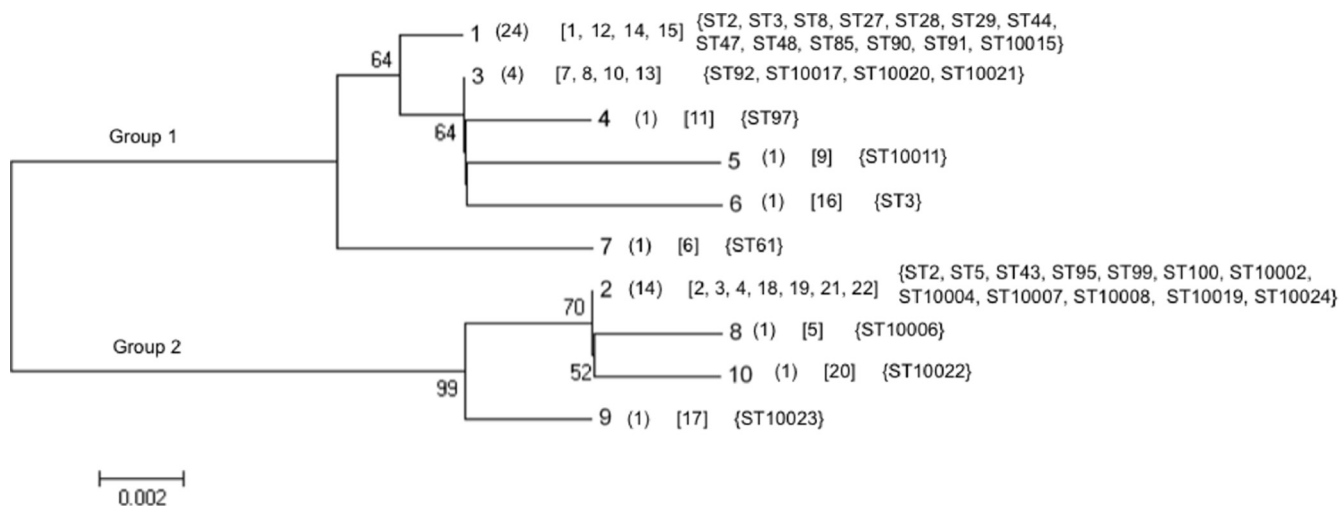 1 (24) [1, 12, 14, 15] {ST2, ST3, ST8, ST27, ST28, ST29, ST44,
ST47, ST48, ST85, ST90, ST91, ST10015}
64
3 (4) [7, 8, 10, 13] {ST92, ST10017, ST10020, ST10021}
64
4 (1) [11] {ST97}
Group 1
5 (1) [9] {ST10011}
6 (1) [16] {ST3}
7 (1) [6] {ST61}
2 (14) [2, 3, 4, 18, 19, 21, 22] {ST2, ST5, ST43, ST95, ST99, ST100, ST10002,
ST10004, ST10007, ST10008, ST10019, ST10024}
70
8 (1) [5] {ST10006}
Group 2
52
10 (1) [20] {ST10022}
99
9 (1) [17] {ST10023}
0.002